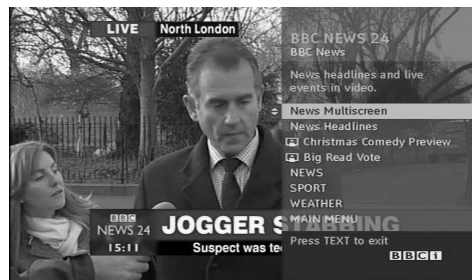 LIVE North London
BBC NEWS 24
BBC News
News headlines and live
events in video.
News Multiscreen
News Headlines
Christmas Comedy Preview
Big Read Vote
NEWS
SPORT
WEATHER
MAIN MENU
Press TEXT to exit
BBCi
BBC
NEWS 24
15:11
JOGGER STABBING
Suspect was